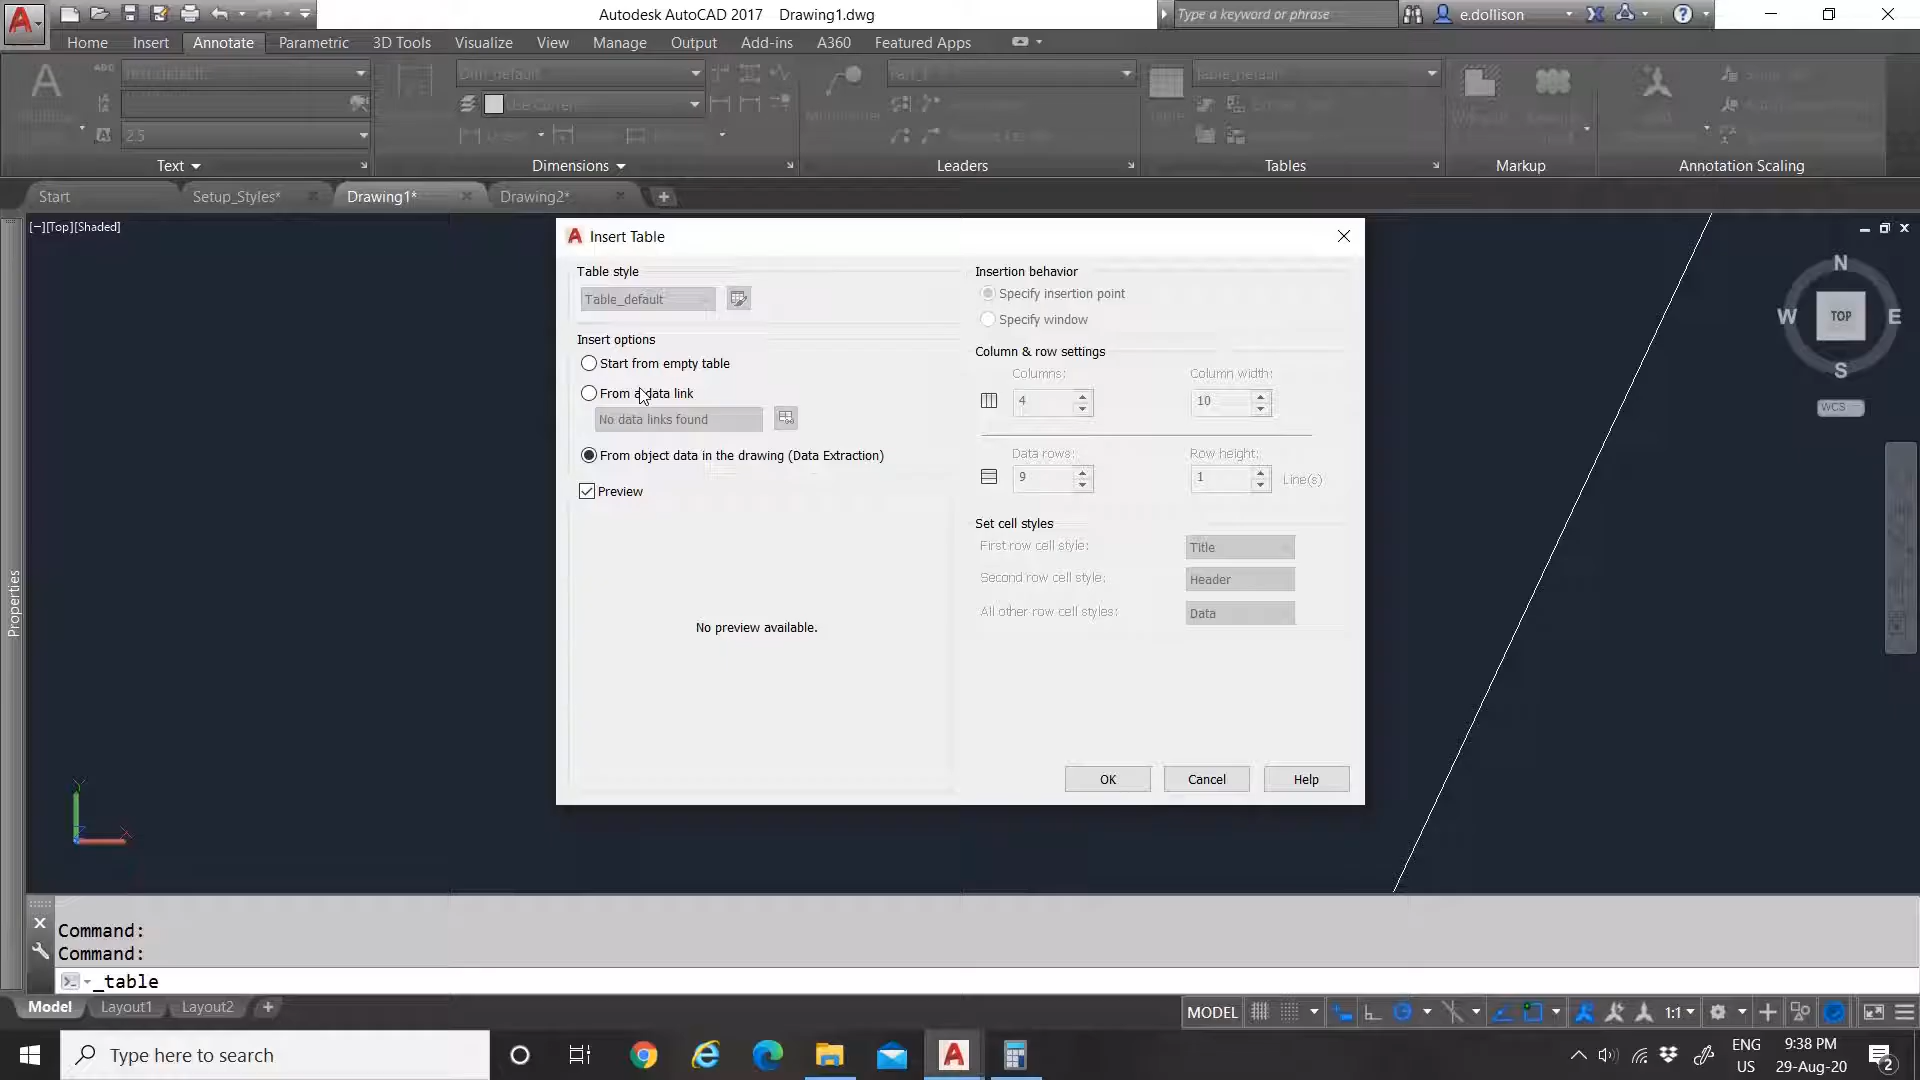 Autodesk AutoCAD 2017 Drawing1.dwg
Type a keyword or phrase
e.dollison
Home Insert Annotate Parametric 3D Tools Visualize View Manage Output Add-ins A360 Featured Apps
2.5
Text
Dimensions
Leaders
Tables
Markup
Annotation Scaling
Start
Setup_Styles*
Drawing1*
Drawing2*
[−][Top][Shaded]
Properties
Insert Table
Table style
Table_default
Insert options
Start from empty table
From a data link
No data links found
From object data in the drawing (Data Extraction)
Preview
No preview available.
Insertion behavior
Specify insertion point
Specify window
Column & row settings
Columns:
Column width:
4
10
Data rows:
Row height:
9
1
Line(s)
Set cell styles
First row cell style:
Title
Second row cell style:
Header
All other row cell styles:
Data
OK
Cancel
Help
N
W
TOP
E
S
WCS
Y
X
Command:
Command:
_table
Model
Layout1
Layout2
MODEL
1:1
Type here to search
ENG
US
9:38 PM
29-Aug-20
2